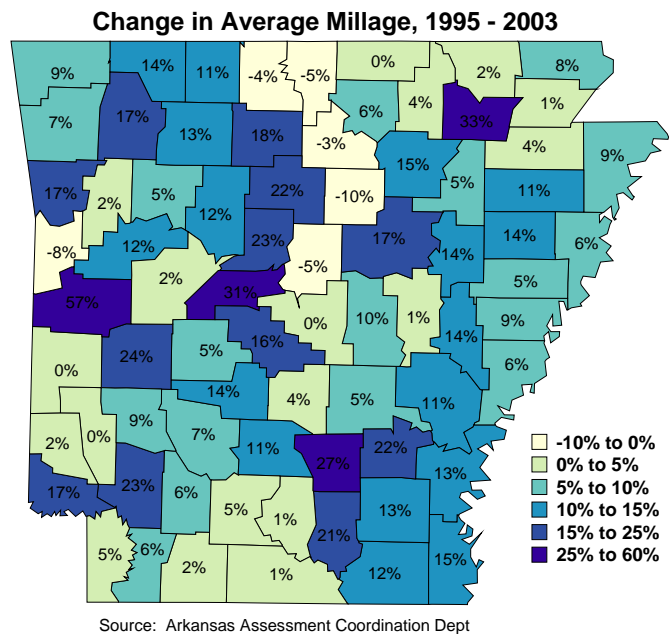 Change in Average Millage, 1995 - 2003
9% 14% 11% -4% -5% 0% 2% 8%
7% 17% 13% 18% -3% 6% 4% 33% 1%
17% 2% 5% 12% 22% -10% 15% 5% 4% 9%
11%
-8% 12% 2% 23% -5% 17% 14% 14% 6%
57% 31% 0% 10% 1% 14% 5%
9%
0% 24% 5% 16% 6%
14% 4% 5% 11%
2% 0% 9% 7% 11% 27% 22% 13%
17% 23% 6% 5% 1% 21% 13%
5% 6% 2% 1% 12% 15%
-10% to 0%
0% to 5%
5% to 10%
10% to 15%
15% to 25%
25% to 60%
Source: Arkansas Assessment Coordination Dept